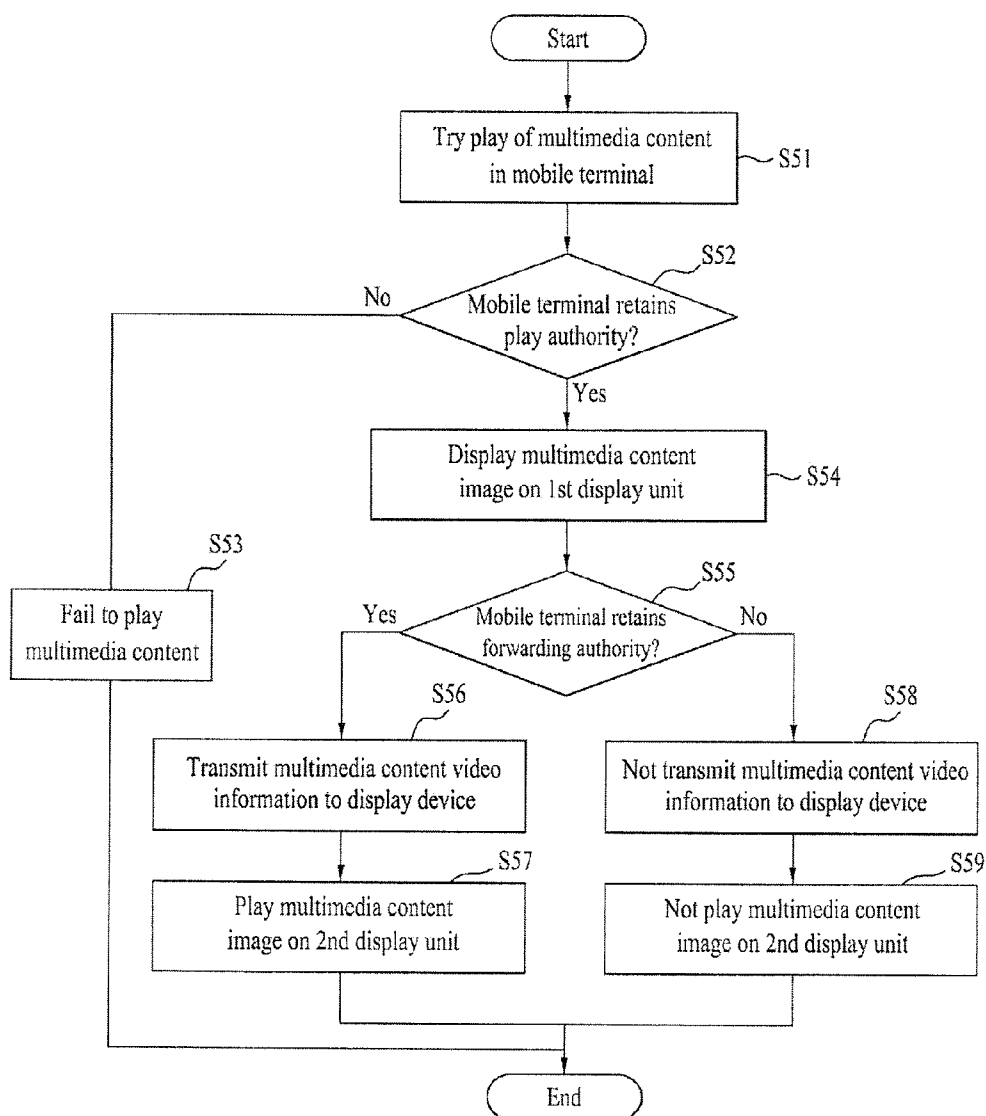 Start
Try play of multimedia content
in mobile terminal
S51
S52
No
Mobile terminal retains
play authority?
Yes
Display multimedia content
image on 1st display unit
S54
S53
Fail to play
multimedia content
S55
Yes
Mobile terminal retains
forwarding authority?
No
S56
Transmit multimedia content video
information to display device
S58
Not transmit multimedia content video
information to display device
S57
Play multimedia content
image on 2nd display unit
S59
Not play multimedia content
image on 2nd display unit
End